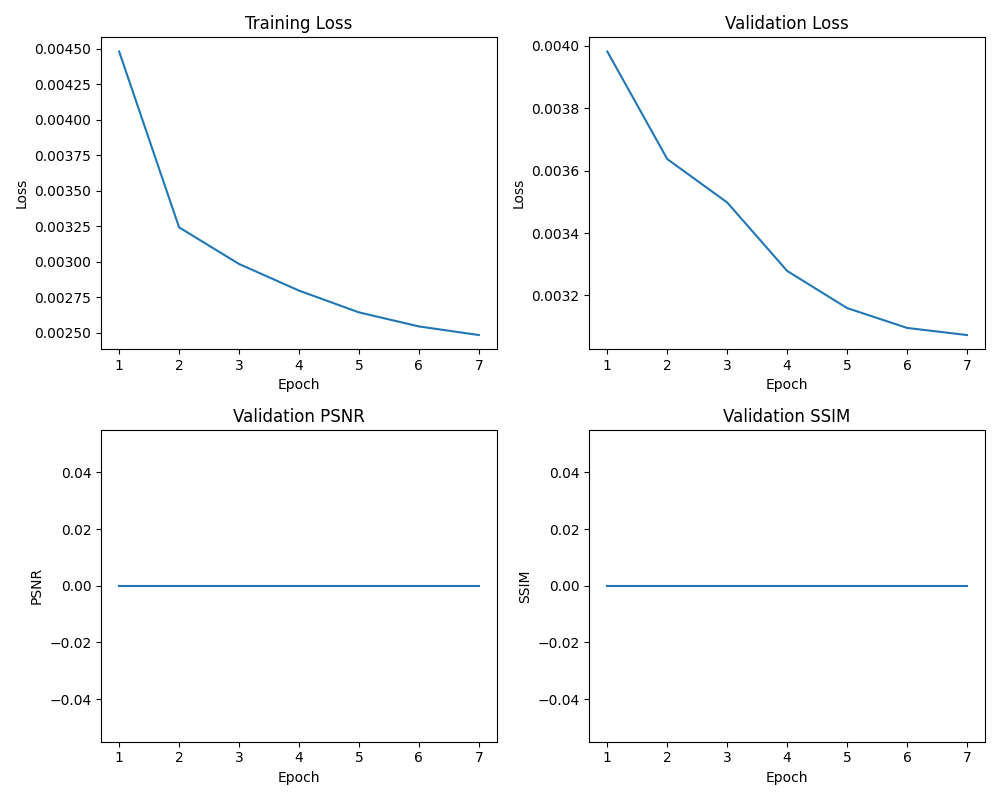 Training Loss
0.00450
0.00425
0.00400
0.00375
0.00350
0.00325
0.00300
0.00275
0.00250
Loss
1 2 3 4 5 6 7
Epoch
Validation Loss
0.0040
0.0038
0.0036
0.0034
0.0032
Loss
1 2 3 4 5 6 7
Epoch
Validation PSNR
0.04
0.02
0.00
−0.02
−0.04
PSNR
1 2 3 4 5 6 7
Epoch
Validation SSIM
0.04
0.02
0.00
−0.02
−0.04
SSIM
1 2 3 4 5 6 7
Epoch